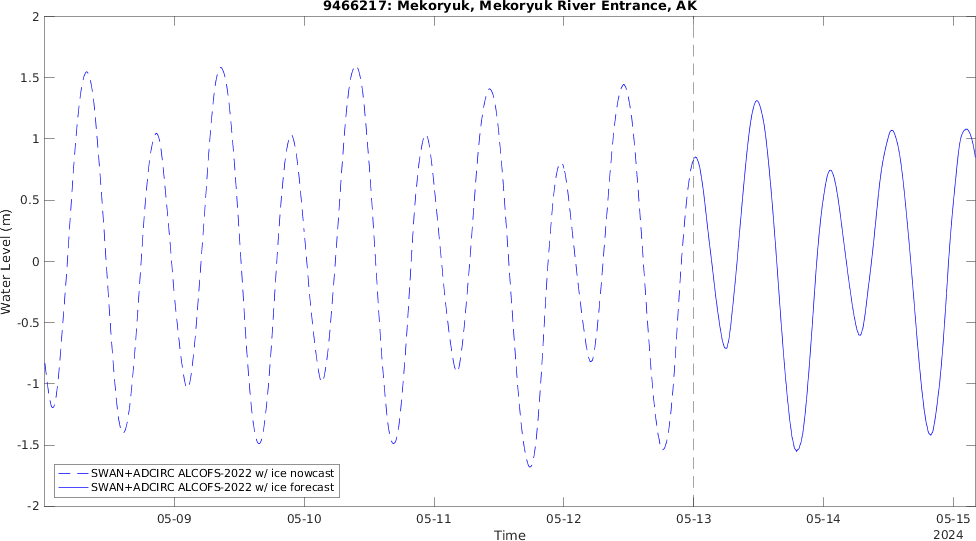 9466217: Mekoryuk, Mekoryuk River Entrance, AK
2
1.5
1
0.5
0
-0.5
-1
-1.5
-2
Water Level (m)
SWAN+ADCIRC ALCOFS-2022 w/ ice nowcast
SWAN+ADCIRC ALCOFS-2022 w/ ice forecast
05-09 05-10 05-11 05-12 05-13 05-14 05-15
2024
Time